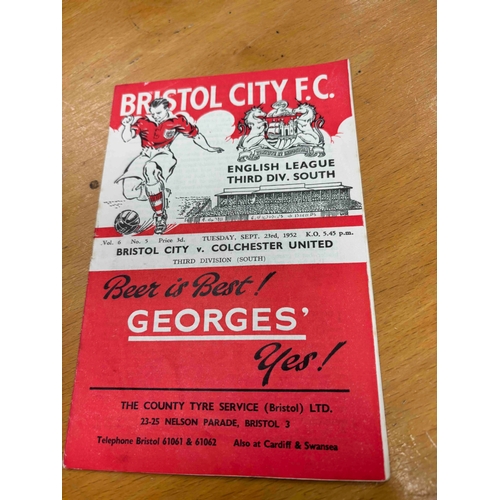 BRISTOL CITY F.C.
ENGLISH LEAGUE
THIRD DIV. SOUTH
Vol. 6 No. 5 Price 3d. TUESDAY, SEPT. 23rd, 1952 K.O. 5.45 p.m.
BRISTOL CITY v. COLCHESTER UNITED
THIRD DIVISION (SOUTH)
Beer is Best!
GEORGES'
Yes!
THE COUNTY TYRE SERVICE (Bristol) LTD.
23-25 NELSON PARADE, BRISTOL 3
Telephone Bristol 61061 & 61062 Also at Cardiff & Swansea